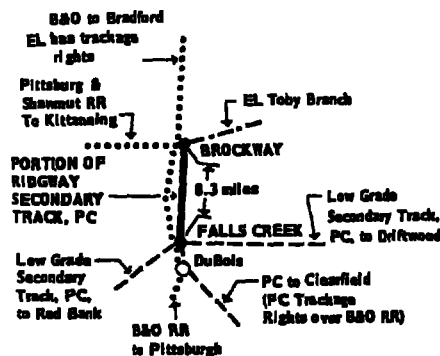 B&O to Bradford
EL has trackage
rights
Pittsburg &
Shawmut RR
To Kittanning
EL Toby Branch
BROCKWAY
PORTION OF
RIDGWAY
SECONDARY
TRACK, PC
8.3 miles
Low Grade
Secondary Track,
PC, to Driftwood
FALLS CREEK
Low Grade
Secondary
Track, PC,
to Red Bank
DuBois
PC to Clearfield
(PC Trackage
Rights over B&O RR)
B&O RR
to Pittsburgh